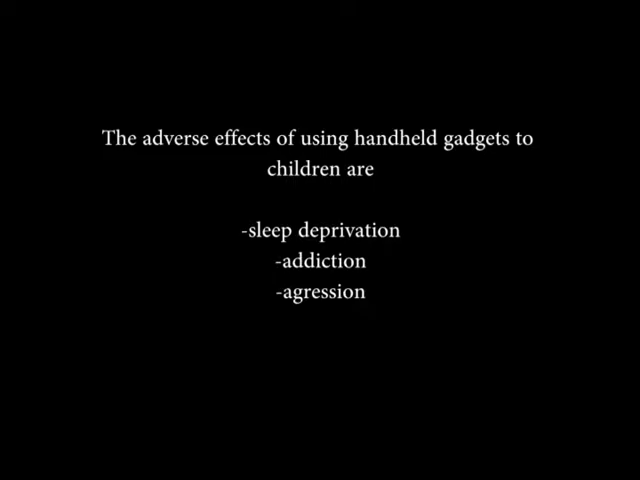 The adverse effects of using handheld gadgets to
children are
-sleep deprivation
-addiction
-agression